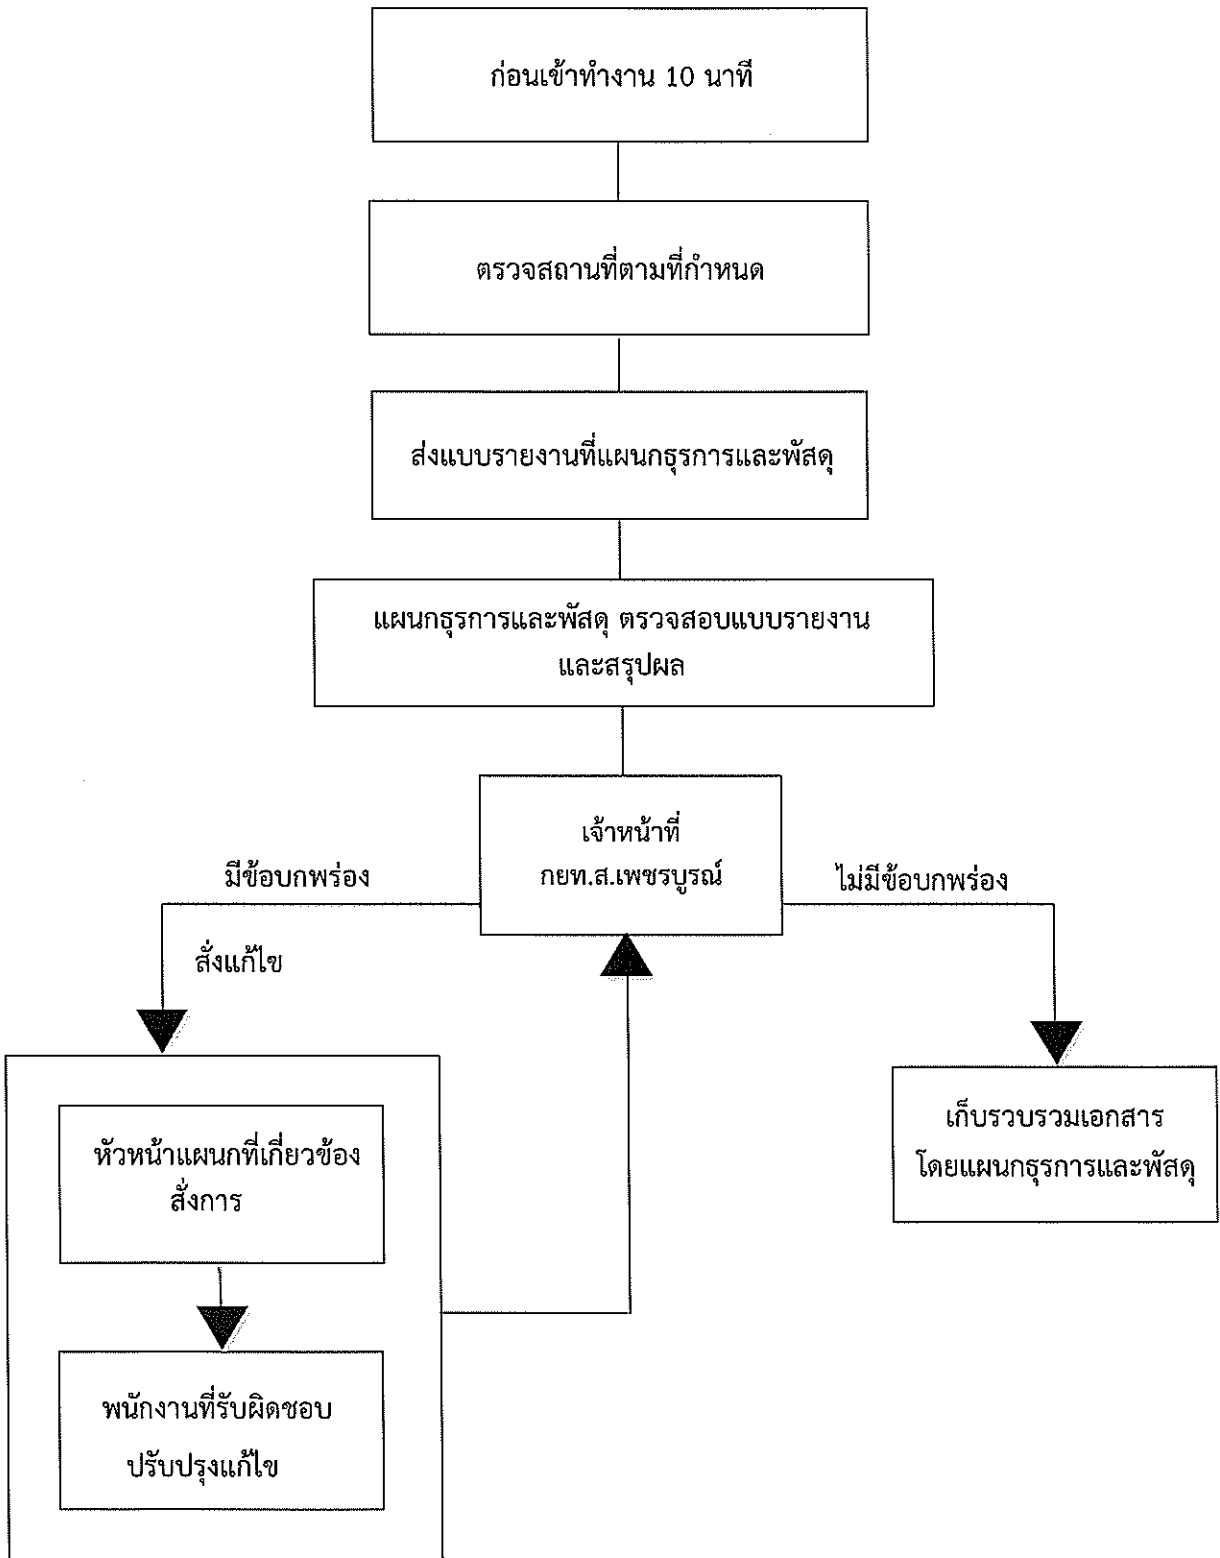 ก่อนเข้าทำงาน 10 นาที
ตรวจสถานที่ตามที่กำหนด
ส่งแบบรายงานที่แผนกธุรการและพัสดุ
แผนกธุรการและพัสดุ ตรวจสอบแบบรายงาน
และสรุปผล
เจ้าหน้าที่
กยท.ส.เพชรบูรณ์
มีข้อบกพร่อง
ไม่มีข้อบกพร่อง
สั่งแก้ไข
หัวหน้าแผนกที่เกี่ยวข้อง
สั่งการ
เก็บรวบรวมเอกสาร
โดยแผนกธุรการและพัสดุ
พนักงานที่รับผิดชอบ
ปรับปรุงแก้ไข